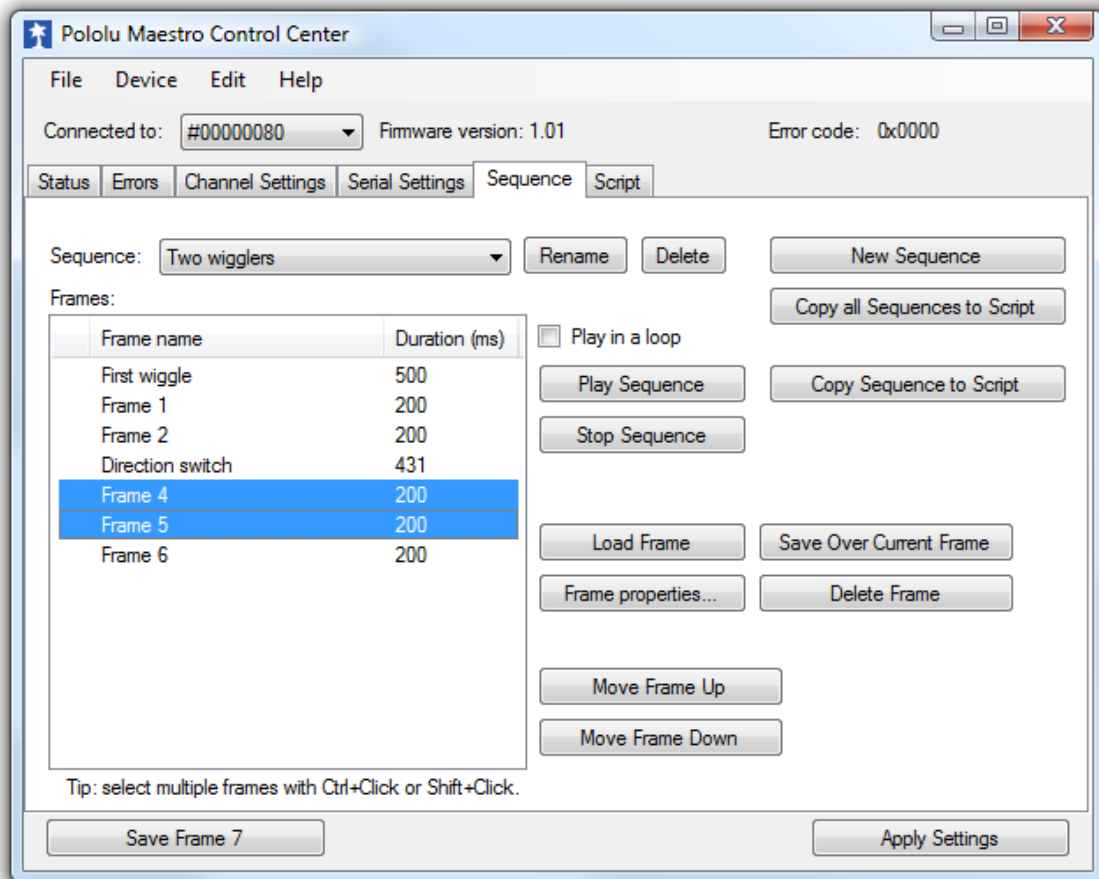 Pololu Maestro Control Center
File Device Edit Help
Connected to: #00000080 Firmware version: 1.01 Error code: 0x0000
Status Errors Channel Settings Serial Settings Sequence Script
Sequence: Two wigglers Rename Delete New Sequence
Copy all Sequences to Script
Frames:
Frame name Duration (ms)
Play in a loop
First wiggle 500
Play Sequence Copy Sequence to Script
Frame 1 200
Frame 2 200
Stop Sequence
Direction switch 431
Frame 4 200
Frame 5 200
Frame 6 200
Load Frame Save Over Current Frame
Frame properties... Delete Frame
Move Frame Up
Move Frame Down
Tip: select multiple frames with Ctrl+Click or Shift+Click.
Save Frame 7 Apply Settings